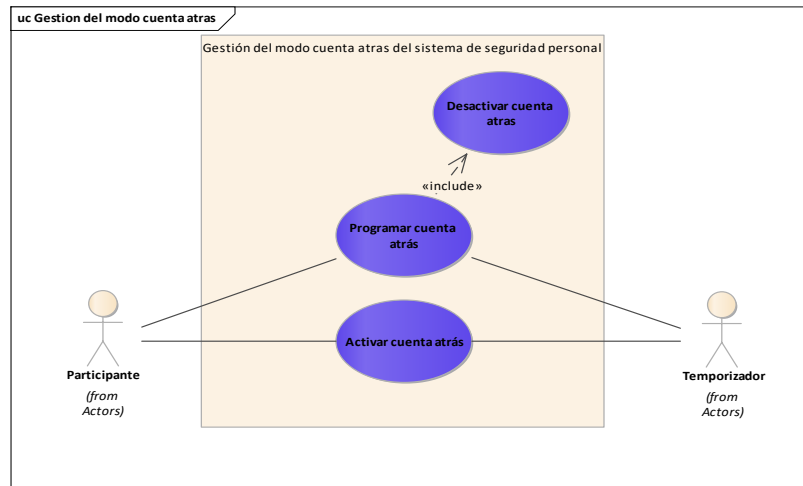 uc Gestion del modo cuenta atras
Gestión del modo cuenta atras del sistema de seguridad personal
Desactivar cuenta
atras
«include»
Programar cuenta
atrás
Activar cuenta atrás
Participante
(from
Actors)
Temporizador
(from
Actors)